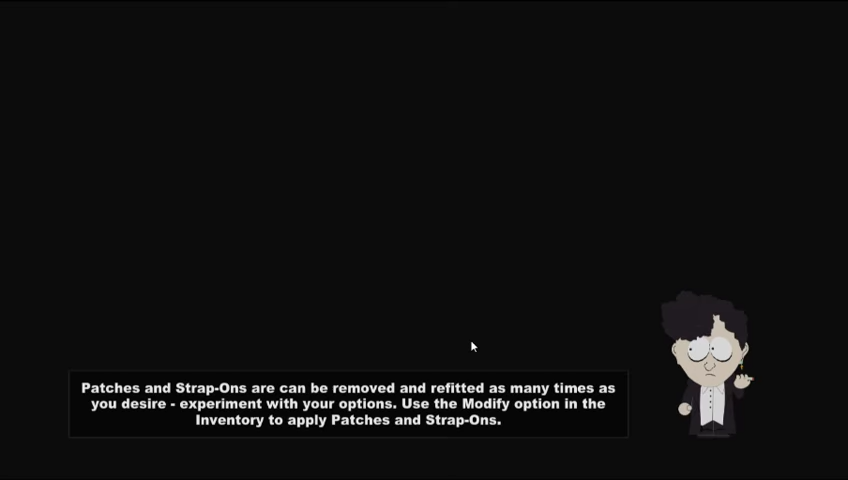 Patches and Strap-Ons are can be removed and refitted as many times as
you desire - experiment with your options. Use the Modify option in the
Inventory to apply Patches and Strap-Ons.